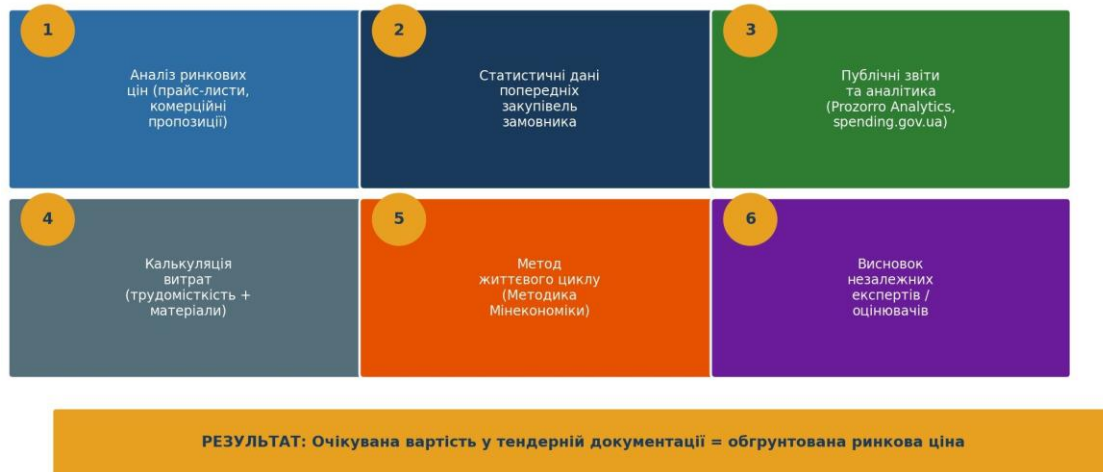 1
Аналіз ринкових
цін (прайс-листи,
комерційні
пропозиції)
2
Статистичні дані
попередніх
закупівель
замовника
3
Публічні звіти
та аналітика
(Prozorro Analytics,
spending.gov.ua)
4
Калькуляція
витрат
(трудомісткість +
матеріали)
5
Метод
життєвого циклу
(Методика
Мінекономіки)
6
Висновок
незалежних
експертів /
оцінювачів
РЕЗУЛЬТАТ: Очікувана вартість у тендерній документації = обгрунтована ринкова ціна